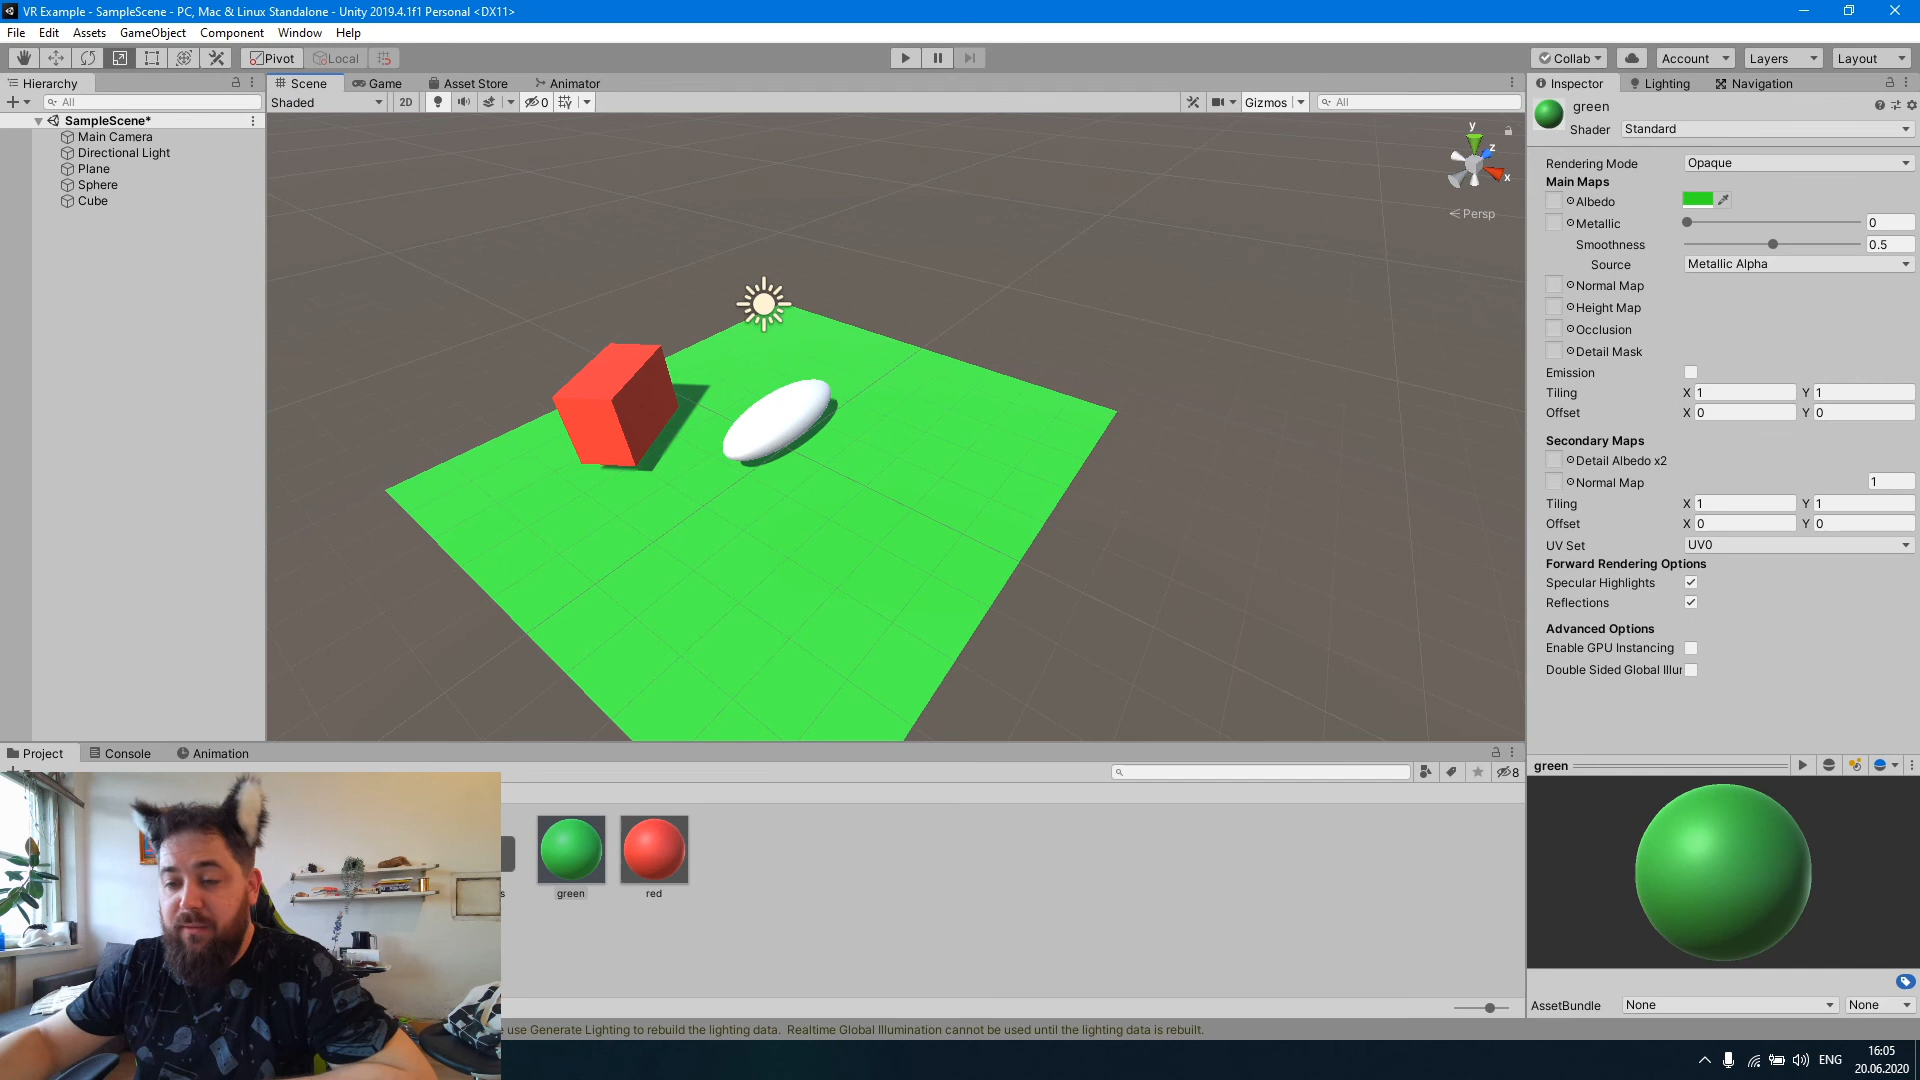 VR Example - SampleScene - PC, Mac & Linux Standalone - Unity 2019.4.1f1 Personal <DX11>
File Edit Assets GameObject Component Window Help
Pivot Local Collab Account Layers Layout
Hierarchy Scene Game Asset Store Animator Inspector Lighting Navigation
All Shaded 2D 0 Gizmos All
SampleScene*
Main Camera
Directional Light
Plane
Sphere
Cube
y
z
x
Persp
green
Shader Standard
Rendering Mode Opaque
Main Maps
Albedo
Metallic 0
Smoothness 0.5
Source Metallic Alpha
Normal Map
Height Map
Occlusion
Detail Mask
Emission
Tiling X 1 Y 1
Offset X 0 Y 0
Secondary Maps
Detail Albedo x2
Normal Map 1
Tiling X 1 Y 1
Offset X 0 Y 0
UV Set UV0
Forward Rendering Options
Specular Highlights
Reflections
Advanced Options
Enable GPU Instancing
Double Sided Global Illur
Project Console Animation
8
s green red
green
AssetBundle None None
use Generate Lighting to rebuild the lighting data. Realtime Global Illumination cannot be used until the lighting data is rebuilt.
ENG
16:05
20.06.2020